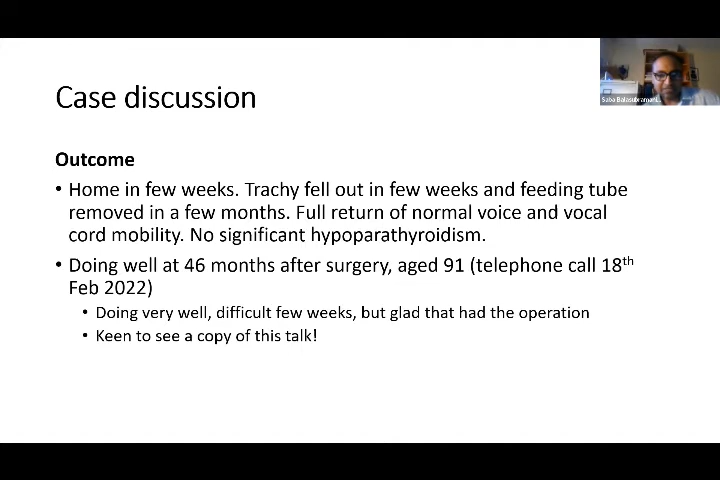 Case discussion
Saba Balasubramani...
Outcome
• Home in few weeks. Trachy fell out in few weeks and feeding tube
removed in a few months. Full return of normal voice and vocal
cord mobility. No significant hypoparathyroidism.
• Doing well at 46 months after surgery, aged 91 (telephone call 18th
Feb 2022)
• Doing very well, difficult few weeks, but glad that had the operation
• Keen to see a copy of this talk!